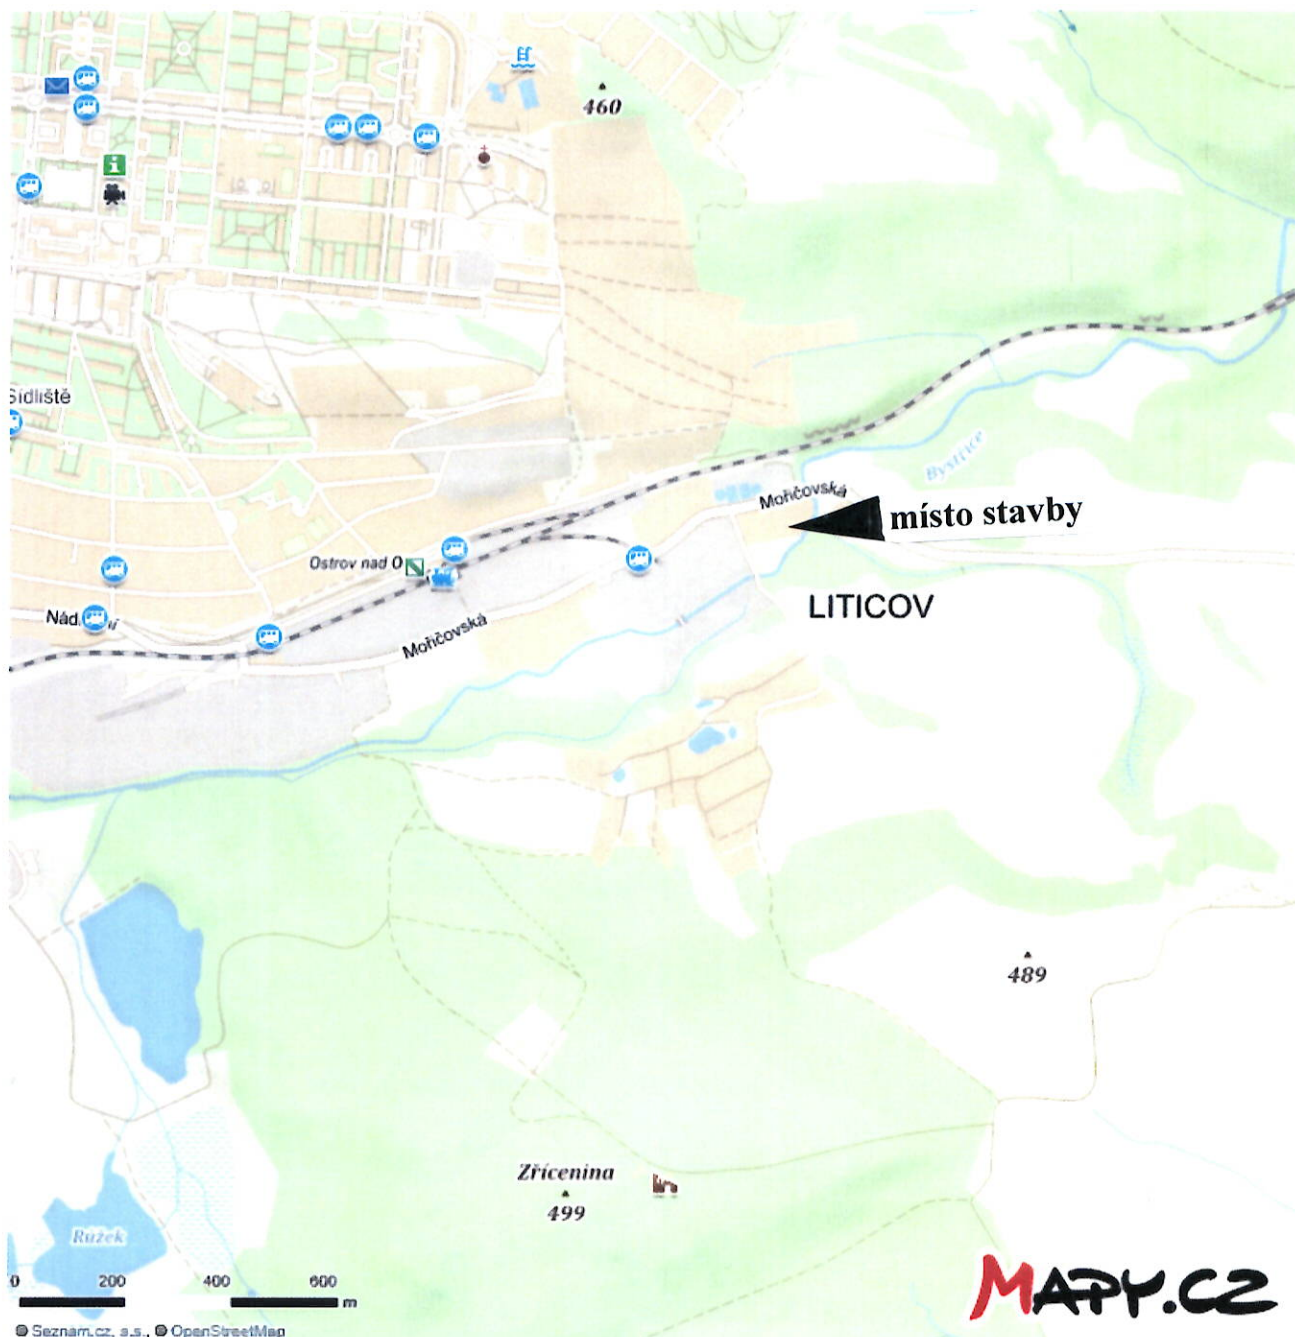 460
Sídliště
Bystřice
Mořičovská
místo stavby
Ostrov nad O
LITICOV
Mořičovská
489
Zřícenina
499
Růžek
0 200 400 600 m
MAPY.CZ
© Seznam.cz, a.s., © OpenStreetMap